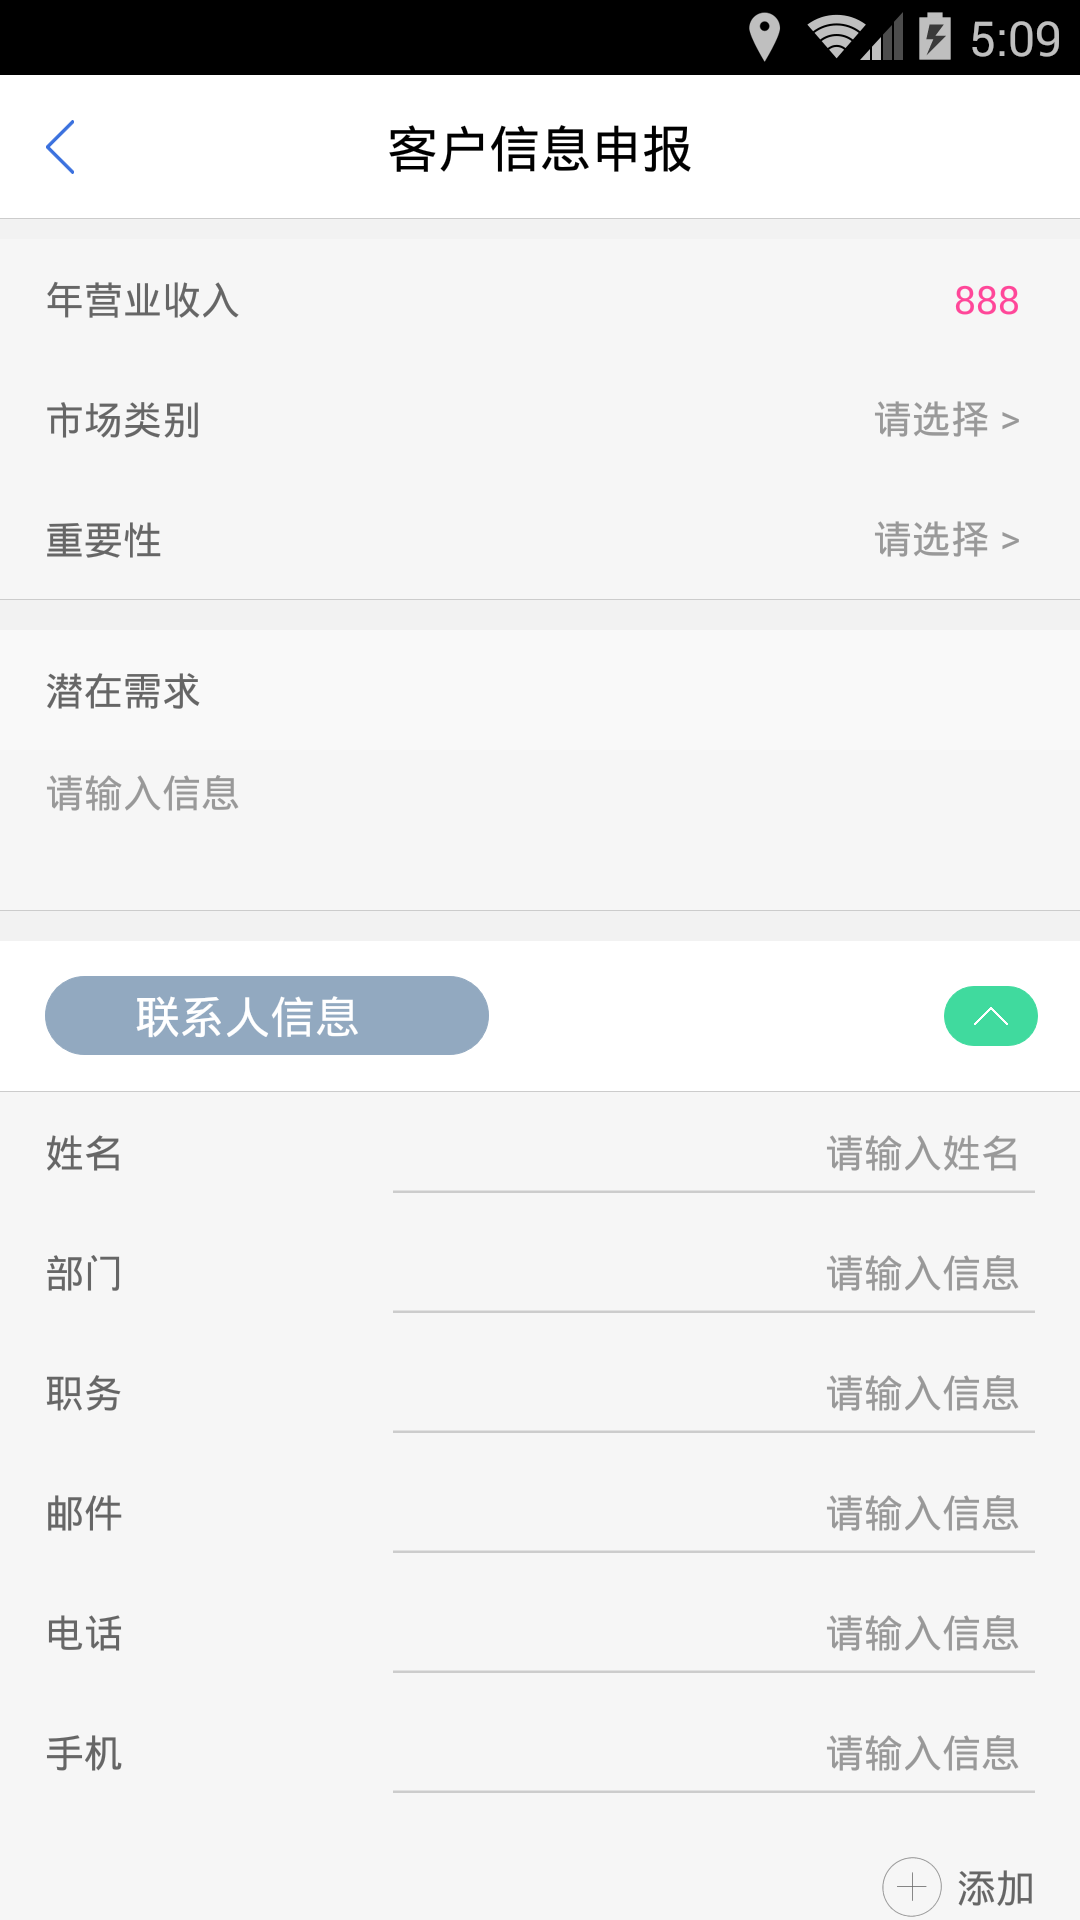 5:09
客户信息申报
年营业收入 888
市场类别 请选择 >
重要性 请选择 >
潜在需求
请输入信息
联系人信息
姓名 请输入姓名
部门 请输入信息
职务 请输入信息
邮件 请输入信息
电话 请输入信息
手机 请输入信息
添加